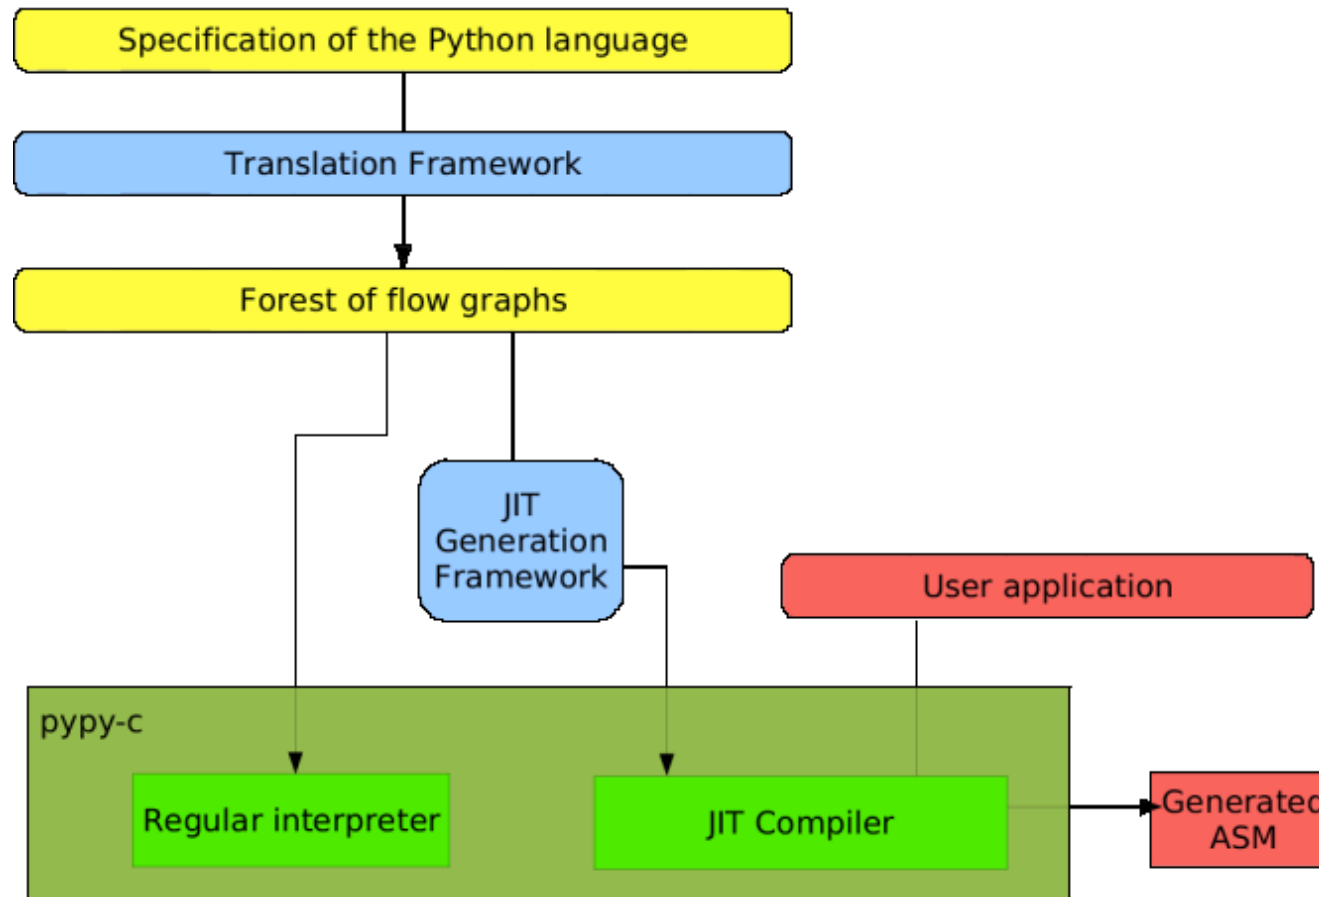 Specification of the Python language
Translation Framework
Forest of flow graphs
JIT
Generation
Framework
User application
pypy-c
Regular interpreter
JIT Compiler
Generated
ASM